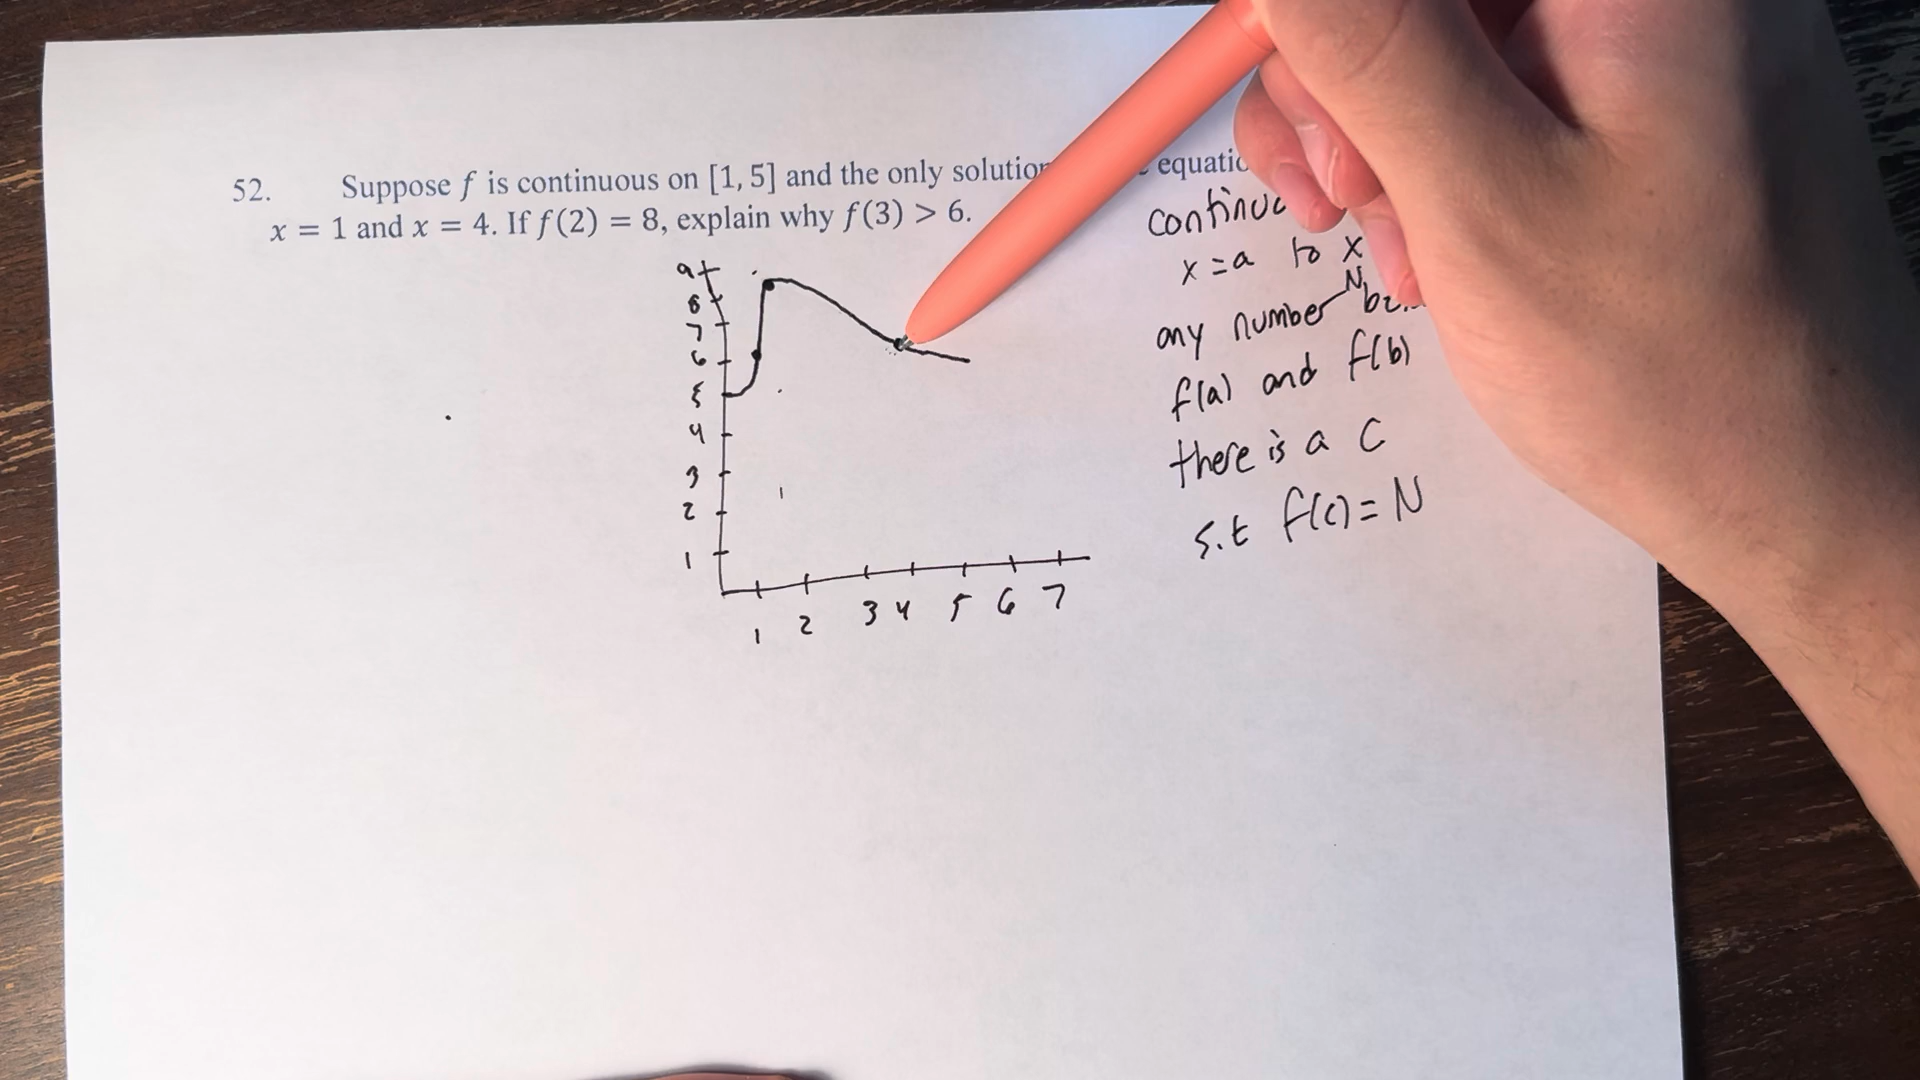 52. Suppose f is continuous on [1, 5] and the only equation
x = 1 and x = 4. If f(2) = 8, explain why f(3) > 6.
x = a to x
any number N
f(a) and f(b)
there is a C
s.t f(c) = N
9
8
7
6
5
4
3
2
1
1 2 3 4 5 6 7